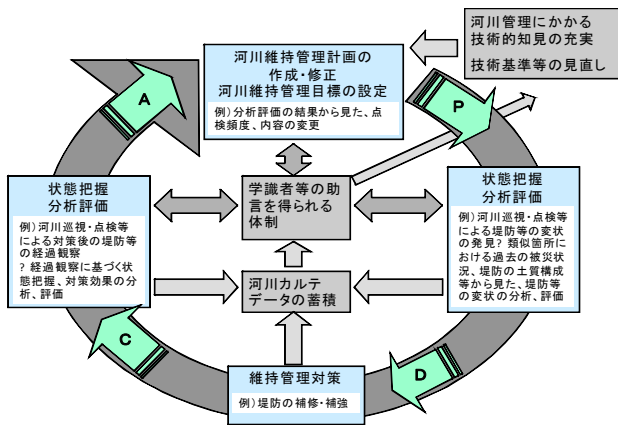 河川管理にかかる
技術的知見の充実
技術基準等の見直し
河川維持管理計画の
作成・修正
河川維持管理目標の設定
例)分析評価の結果から見た、点
検頻度、内容の変更
A
P
状態把握
分析評価
例)河川巡視・点検等
による対策後の堤防等
の経過観察
? 経過観察に基づく状
態把握、対策効果の分
析、評価
学識者等の助
言を得られる
体制
状態把握
分析評価
例)河川巡視・点検等
による堤防等の変状
の発見? 類似箇所に
おける過去の被災状
況、堤防の土質構成
等から見た、堤防等
の変状の分析、評価
河川カルテ
データの蓄積
C
D
維持管理対策
例)堤防の補修・補強